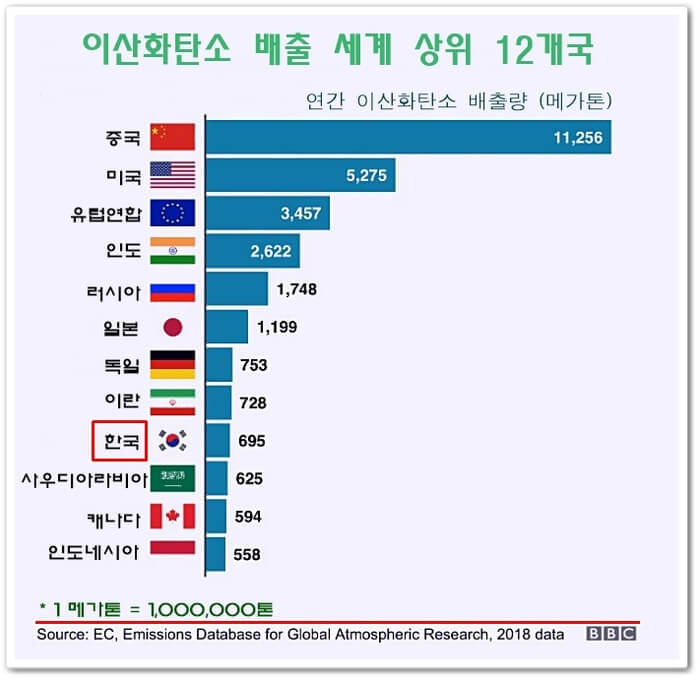 이산화탄소 배출 세계 상위 12개국
연간 이산화탄소 배출량 (메가톤)
중국 11,256
미국 5,275
유럽연합 3,457
인도 2,622
러시아 1,748
일본 1,199
독일 753
이란 728
한국 695
사우디아라비아 625
캐나다 594
인도네시아 558
* 1 메가톤 = 1,000,000톤
Source: EC, Emissions Database for Global Atmospheric Research, 2018 data BBC